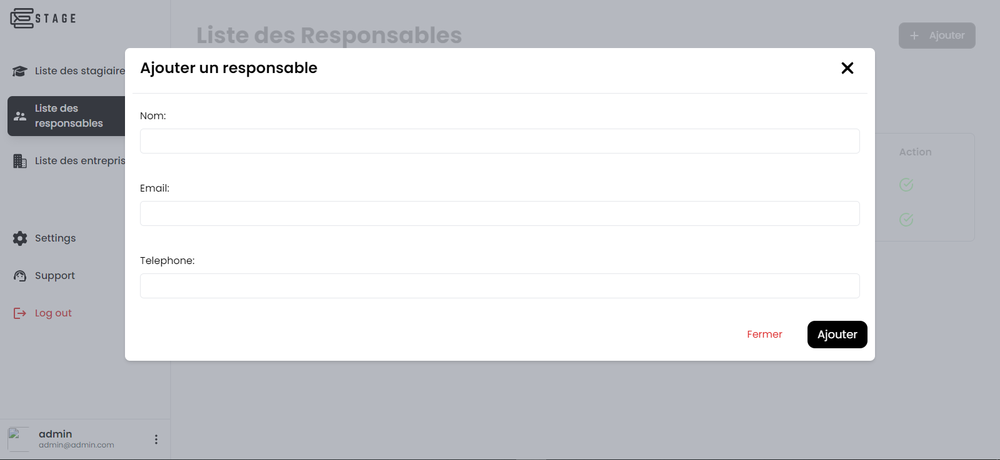 STAGE
Liste des stagiaire
Liste des
responsables
Liste des entrepris
Settings
Support
Log out
admin
admin@admin.com
Liste des Responsables
+ Ajouter
Action
Ajouter un responsable
Nom:
Email:
Telephone:
Fermer
Ajouter